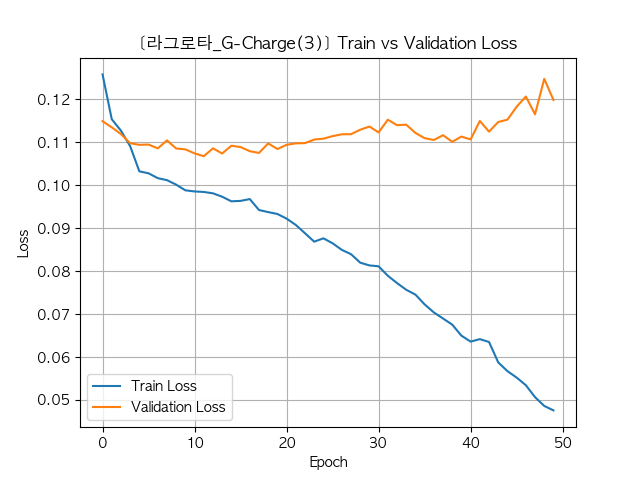 [라그로타_G-Charge(3)] Train vs Validation Loss
0.12
0.11
0.10
0.09
0.08
0.07
0.06
0.05
Loss
Train Loss
Validation Loss
0 10 20 30 40 50
Epoch